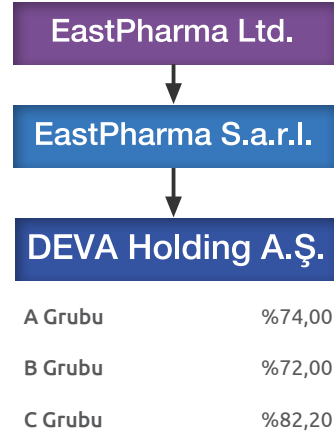 EastPharma Ltd.
EastPharma S.a.r.l.
DEVA Holding A.Ş.
A Grubu %74,00
B Grubu %72,00
C Grubu %82,20